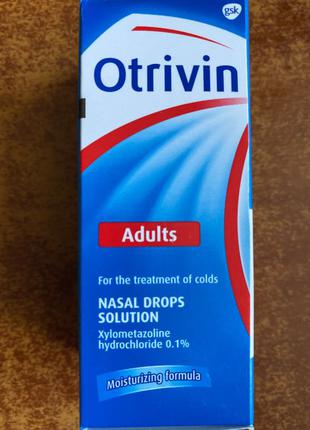 gsk
Otrivin
Adults
For the treatment of colds
NASAL DROPS
SOLUTION
Xylometazoline
hydrochloride 0.1%
Moisturizing formula